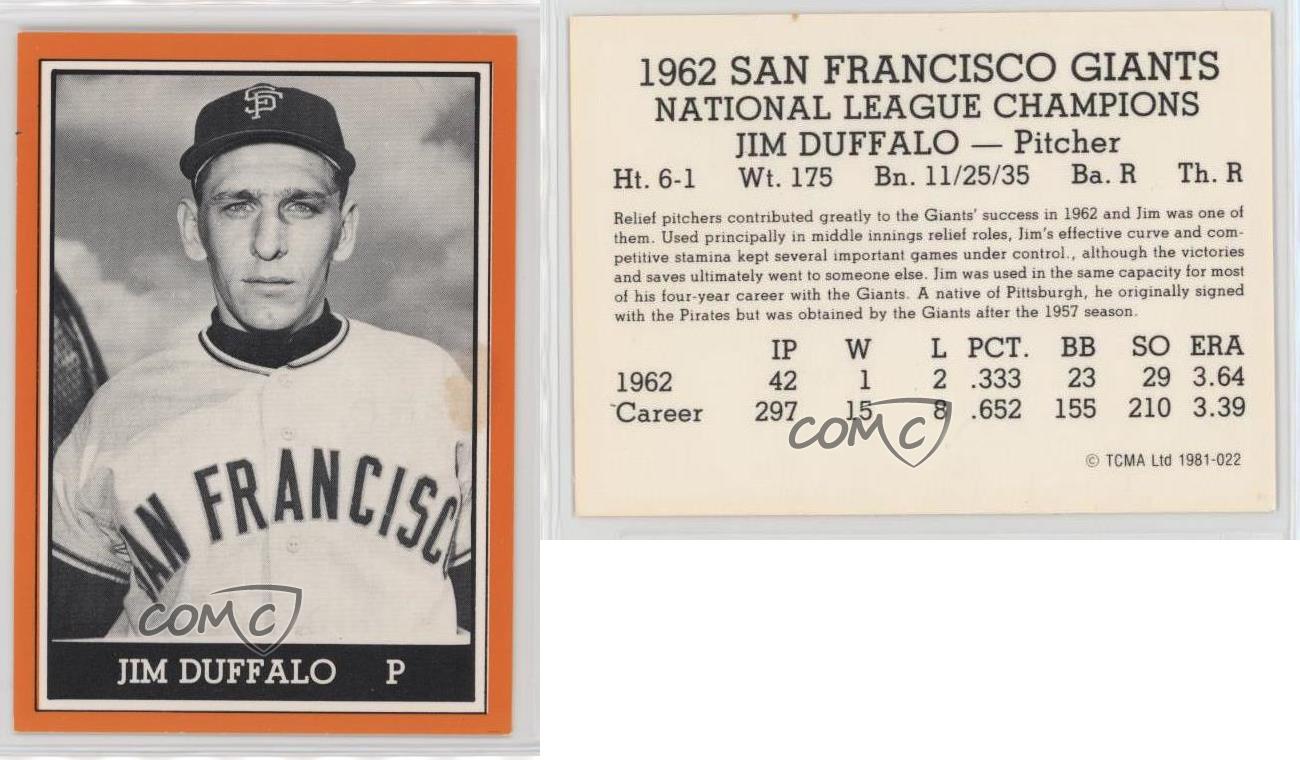 SF
SAN FRANCISC
COMC
JIM DUFFALO P
1962 SAN FRANCISCO GIANTS
NATIONAL LEAGUE CHAMPIONS
JIM DUFFALO — Pitcher
Ht. 6-1 Wt. 175 Bn. 11/25/35 Ba. R Th. R
Relief pitchers contributed greatly to the Giants' success in 1962 and Jim was one of
them. Used principally in middle innings relief roles, Jim's effective curve and com-
petitive stamina kept several important games under control., although the victories
and saves ultimately went to someone else. Jim was used in the same capacity for most
of his four-year career with the Giants. A native of Pittsburgh, he originally signed
with the Pirates but was obtained by the Giants after the 1957 season.
IP W L PCT. BB SO ERA
1962 42 1 2 .333 23 29 3.64
Career 297 15 8 .652 155 210 3.39
COMC
© TCMA Ltd 1981-022